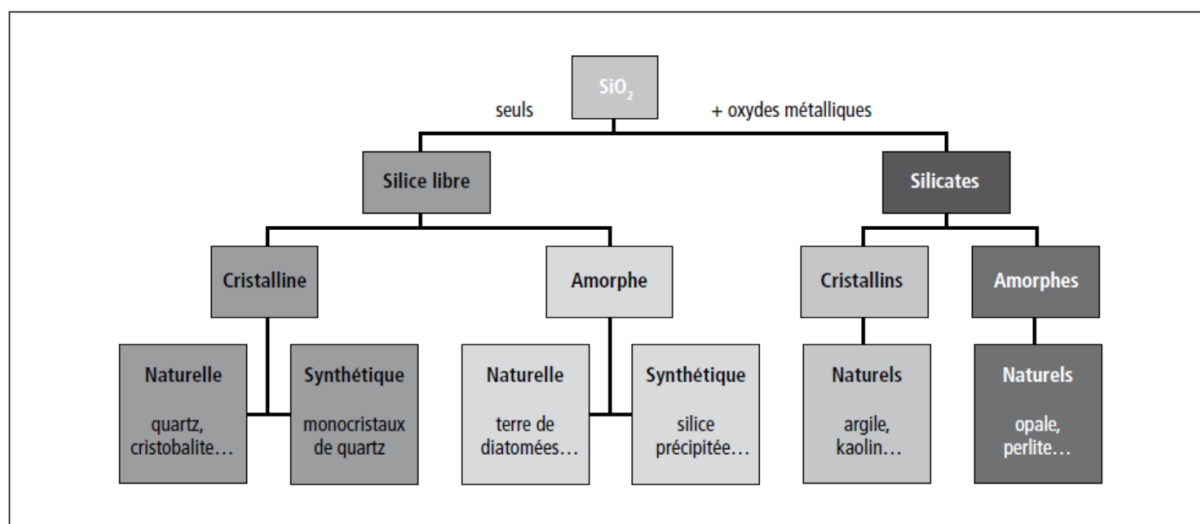 SiO₂
seuls
+ oxydes métalliques
Silice libre
Silicates
Cristalline
Amorphe
Cristallins
Amorphes
Naturelle
quartz,
cristobalite…
Synthétique
monocristaux
de quartz
Naturelle
terre de
diatomées…
Synthétique
silice
précipitée…
Naturels
argile,
kaolin…
Naturels
opale,
perlite…